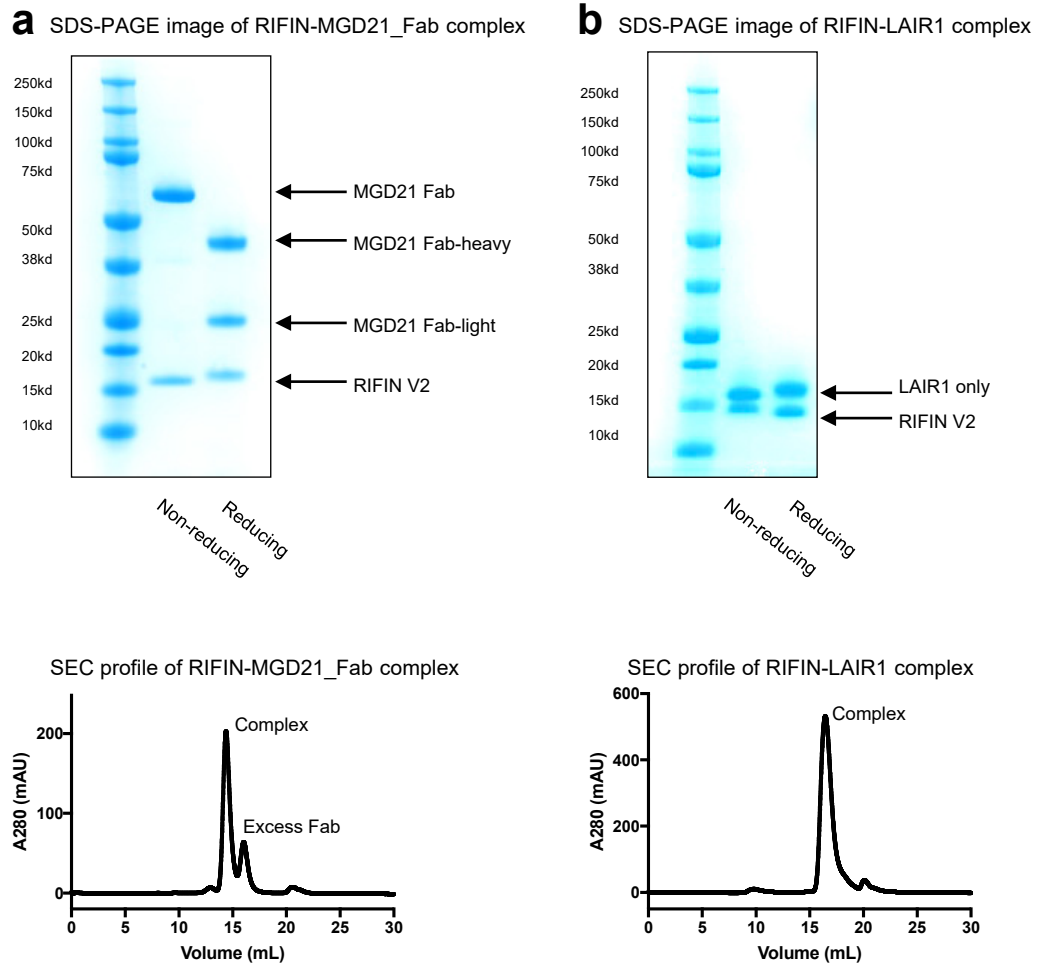 a SDS-PAGE image of RIFIN-MGD21_Fab complex
250kd
150kd
100kd
75kd
50kd
38kd
25kd
20kd
15kd
10kd
MGD21 Fab
MGD21 Fab-heavy
MGD21 Fab-light
RIFIN V2
Non-reducing
Reducing
b SDS-PAGE image of RIFIN-LAIR1 complex
250kd
150kd
100kd
75kd
50kd
38kd
25kd
20kd
15kd
10kd
LAIR1 only
RIFIN V2
Non-reducing
Reducing
SEC profile of RIFIN-MGD21_Fab complex
A280 (mAU)
200
100
0
Complex
Excess Fab
0 5 10 15 20 25 30
Volume (mL)
SEC profile of RIFIN-LAIR1 complex
A280 (mAU)
600
400
200
0
Complex
0 5 10 15 20 25 30
Volume (mL)